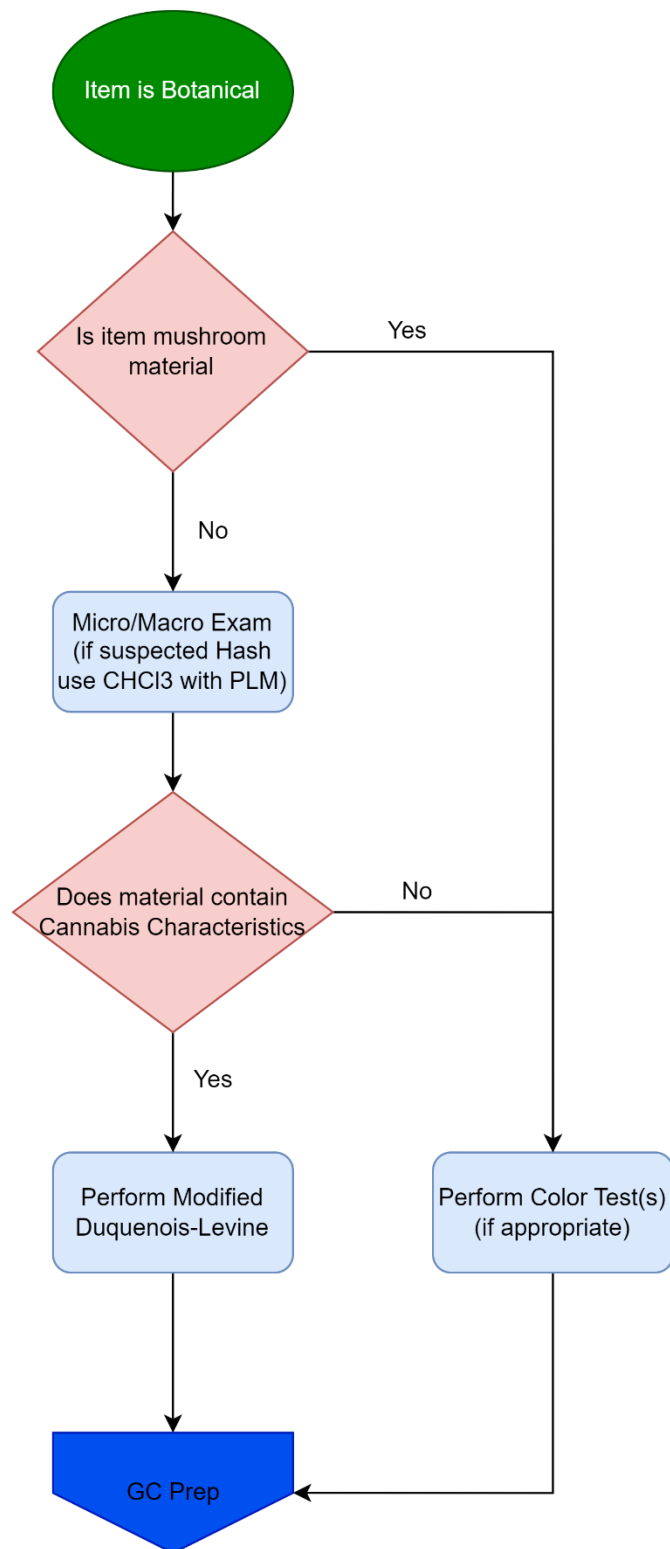 Item is Botanical
Is item mushroom
material
Yes
No
Micro/Macro Exam
(if suspected Hash
use CHCl3 with PLM)
Does material contain
Cannabis Characteristics
No
Yes
Perform Modified
Duquenois-Levine
Perform Color Test(s)
(if appropriate)
GC Prep